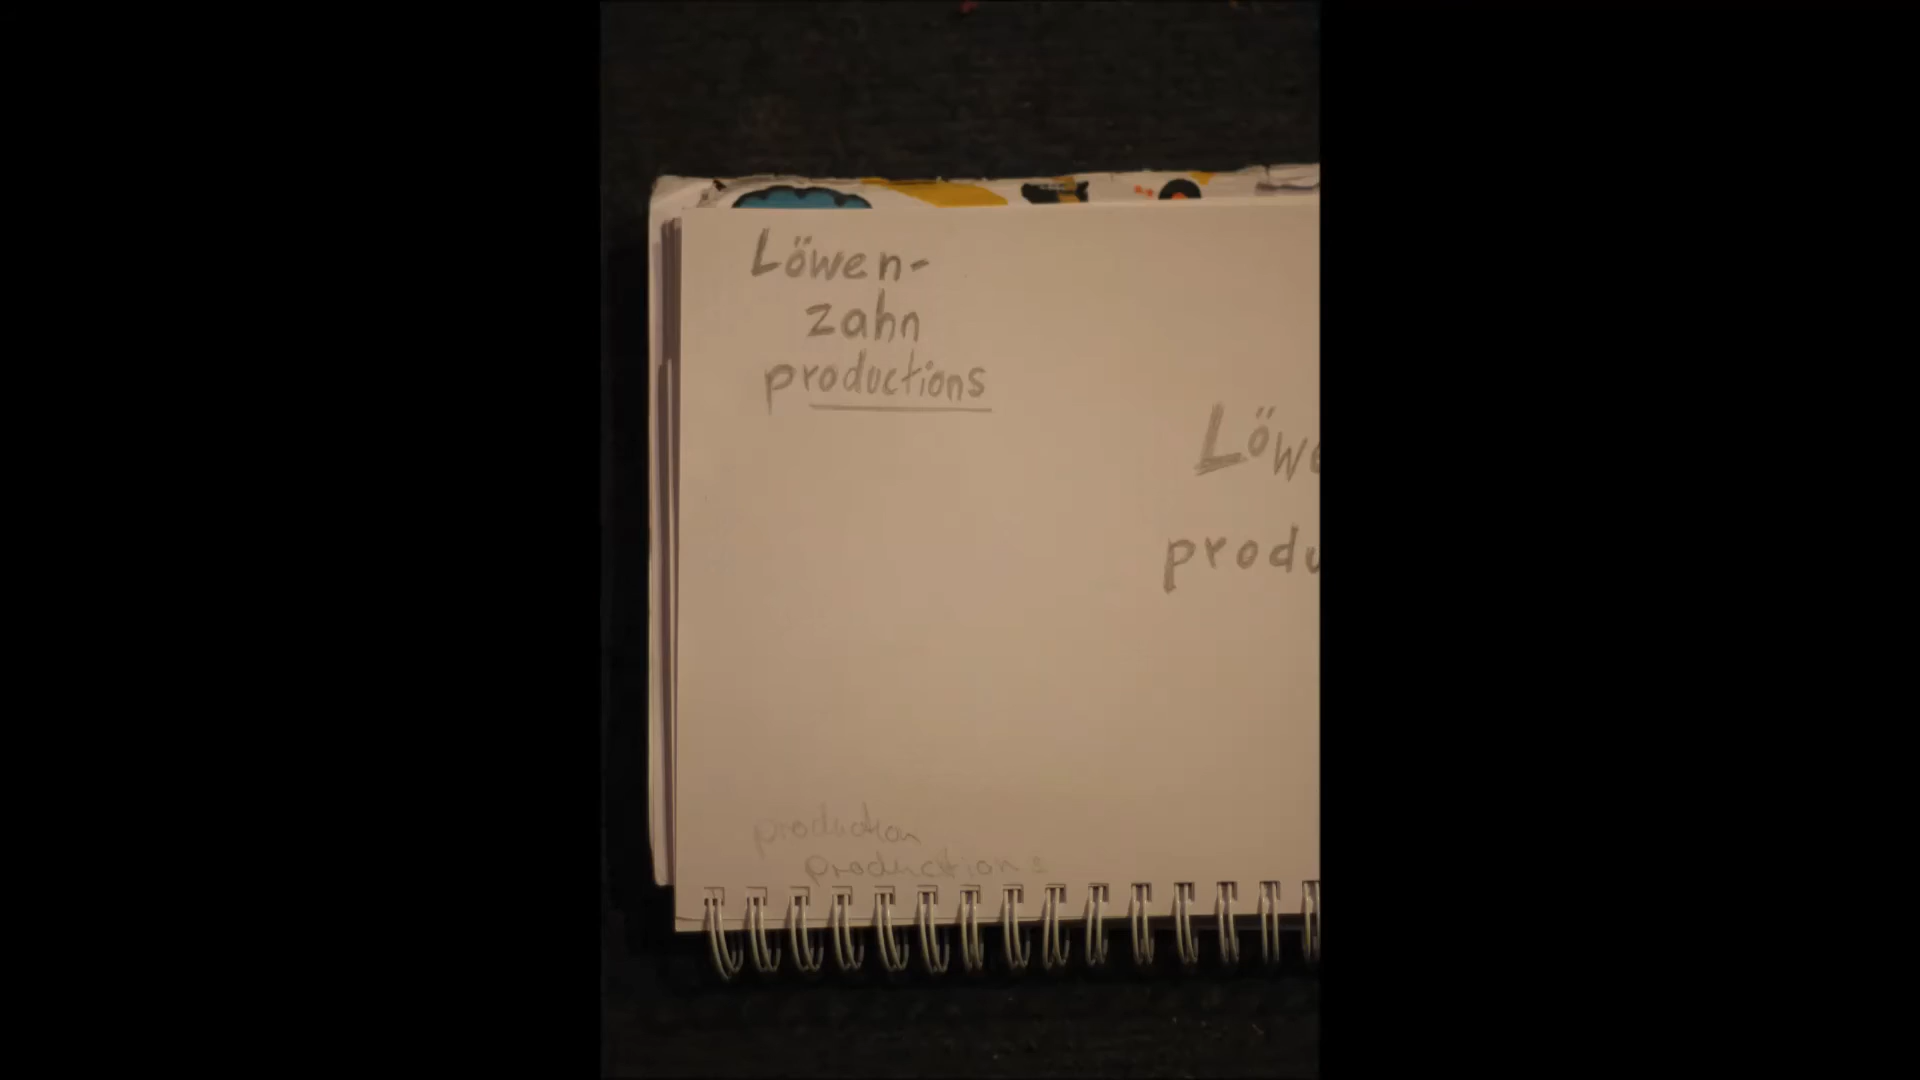 Löwen-
zahn
productions
Löwe
produ
production
productions